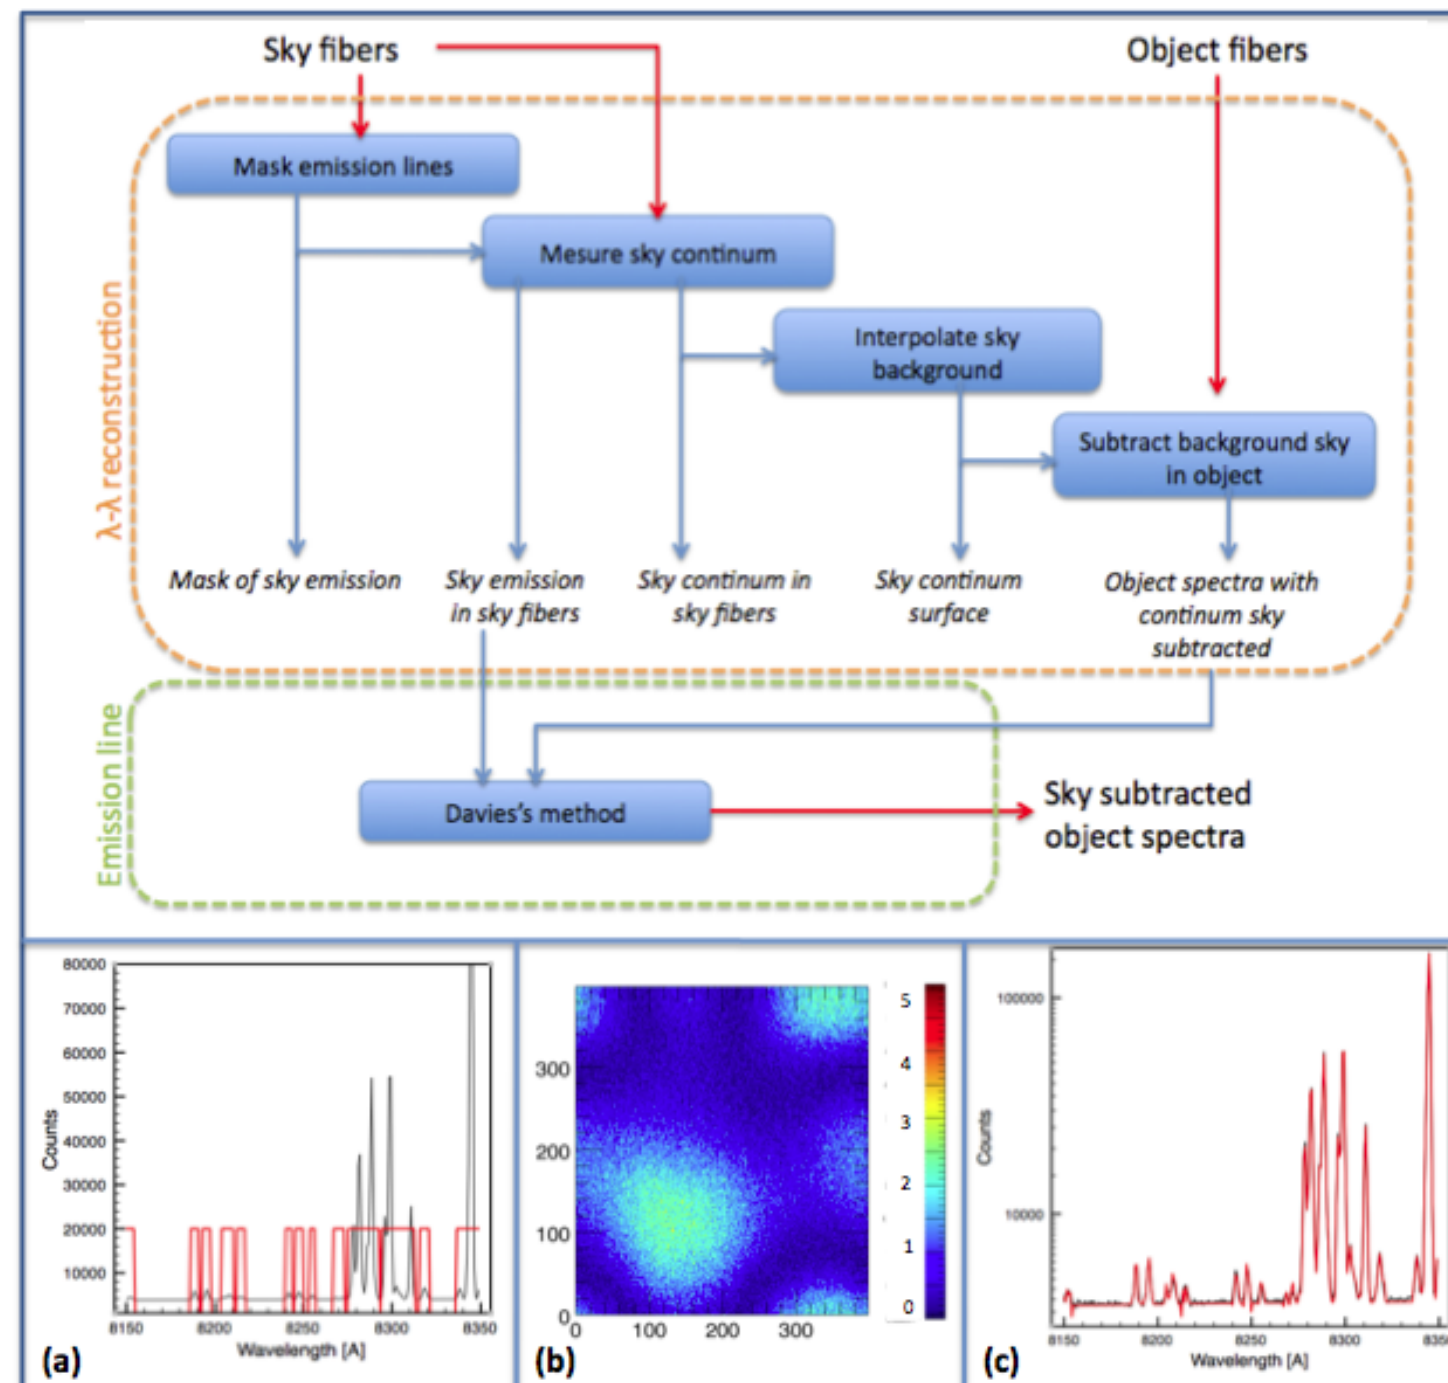 Sky fibers
Object fibers
Mask emission lines
Mesure sky continum
Interpolate sky
background
Subtract background sky
in object
λ-λ reconstruction
Mask of sky emission
Sky emission
in sky fibers
Sky continum in
sky fibers
Sky continum
surface
Object spectra with
continum sky
subtracted
Emission line
Davies's method
Sky subtracted
object spectra
80000
70000
60000
50000
40000
30000
20000
10000
Counts
8150
8200
8250
8300
8350
Wavelength [A]
(a)
300
200
100
0
0
100
200
300
5
4
3
2
1
0
(b)
100000
10000
Counts
8150
8200
8250
8300
8350
Wavelength [A]
(c)